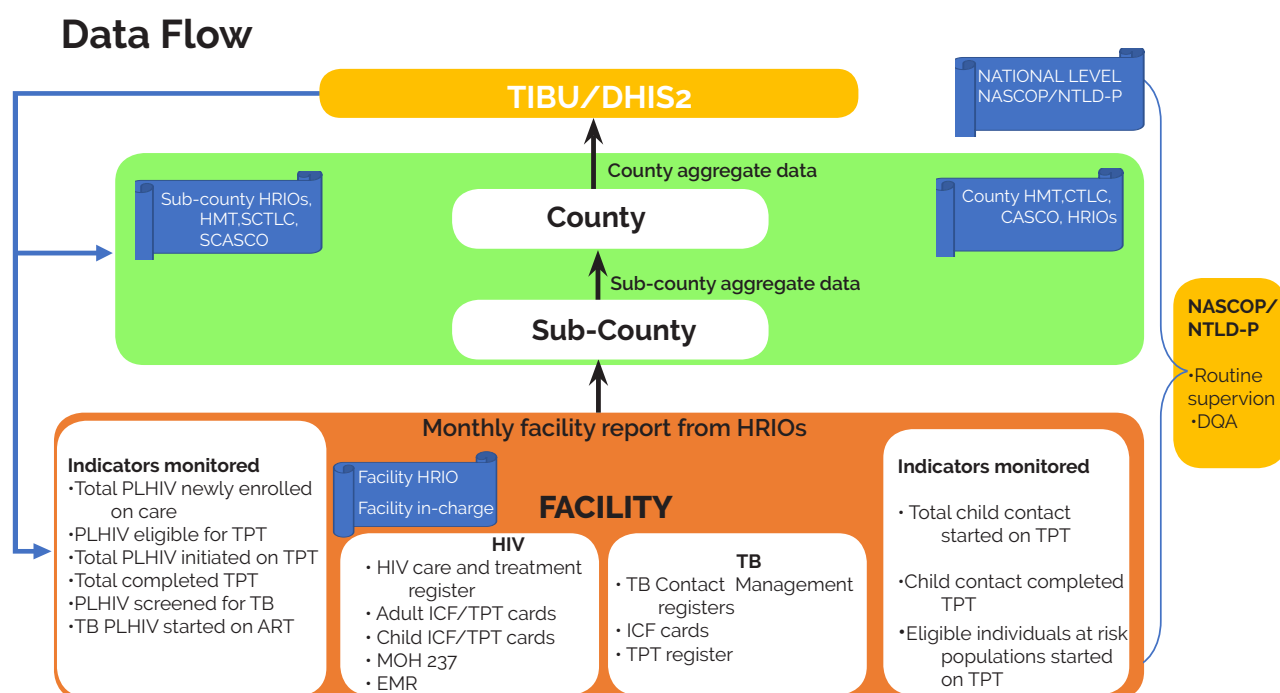 Data Flow
TIBU/DHIS2
NATIONAL LEVEL
NASCOP/NTLD-P
County aggregate data
Sub-county HRIOs,
HMT,SCTLC,
SCASCO
County
County HMT,CTLC,
CASCO, HRIOs
Sub-county aggregate data
Sub-County
NASCOP/
NTLD-P
•Routine
supervion
•DQA
Monthly facility report from HRIOs
Indicators monitored
•Total PLHIV newly enrolled
on care
•PLHIV eligible for TPT
•Total PLHIV initiated on TPT
•Total completed TPT
•PLHIV screened for TB
•TB PLHIV started on ART
Facility HRIO
Facility in-charge
FACILITY
HIV
• HIV care and treatment
register
• Adult ICF/TPT cards
• Child ICF/TPT cards
• MOH 237
• EMR
TB
• TB Contact Management
registers
• ICF cards
• TPT register
Indicators monitored
• Total child contact
started on TPT
•Child contact completed
TPT
•Eligible individuals at risk
populations started
on TPT